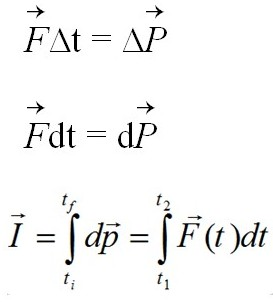 F⃗Δt = ΔP⃗
F⃗dt = dP⃗
I⃗ = ∫_{t_i}^{t_f} dp⃗ = ∫_{t_1}^{t_2} F⃗(t)dt